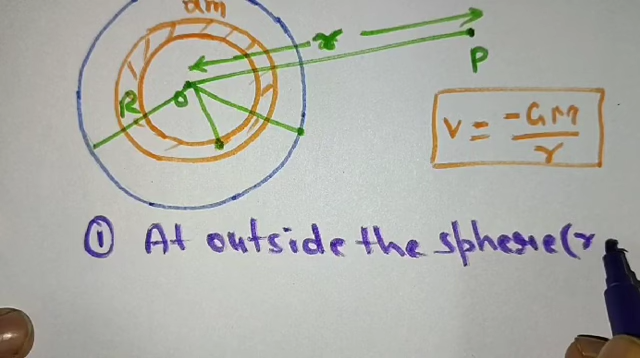 dm
r
P
R
O
V = -GM/r
① At outside the sphere (r